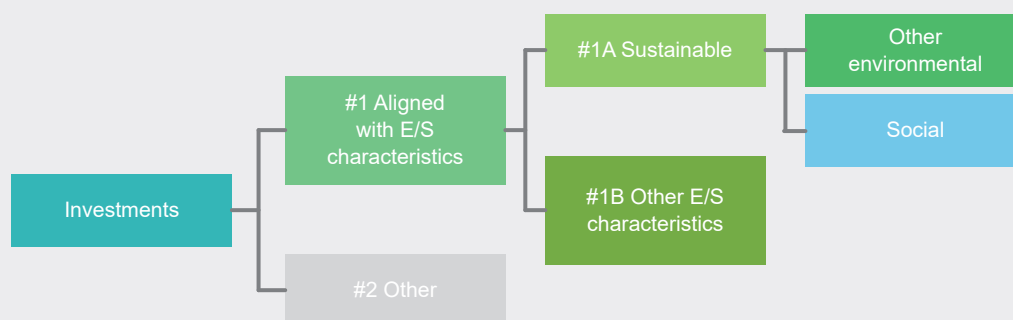 Investments
#1 Aligned
with E/S
characteristics
#2 Other
#1A Sustainable
#1B Other E/S
characteristics
Other
environmental
Social